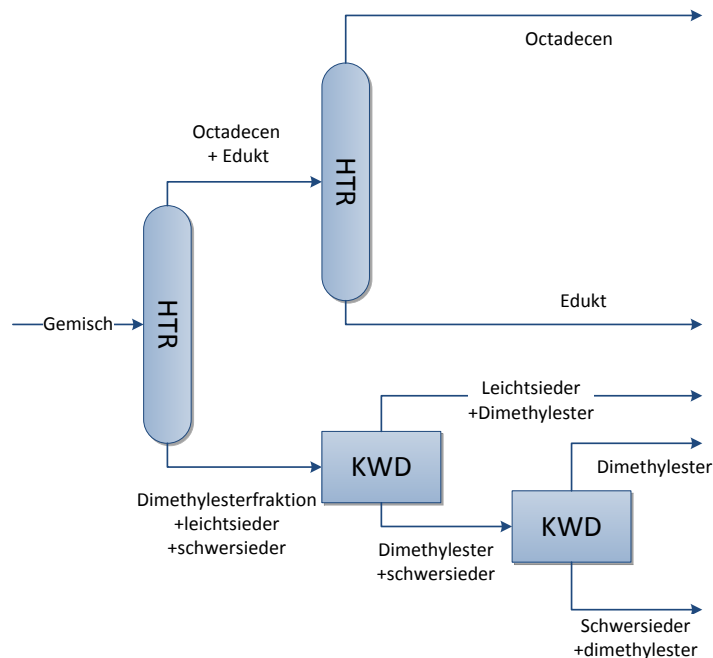 Octadecen
Octadecen
+ Edukt
HTR
HTR
Gemisch
Edukt
Leichtsieder
+Dimethylester
KWD
Dimethylesterfraktion
+leichtsieder
+schwersieder
Dimethylester
KWD
Dimethylester
+schwersieder
Schwersieder
+dimethylester